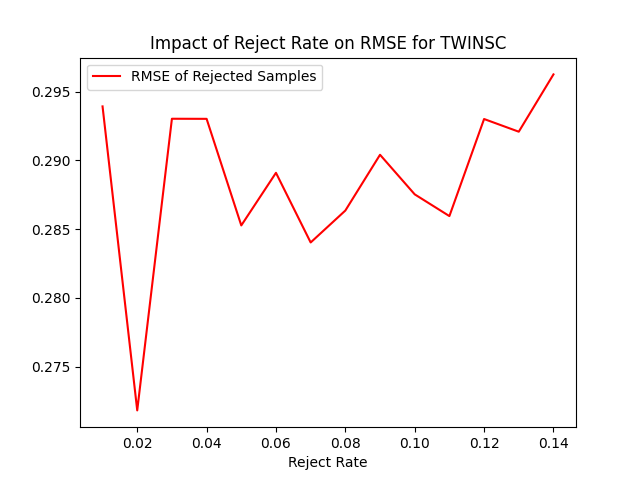 Impact of Reject Rate on RMSE for TWINSC
RMSE of Rejected Samples
0.295
0.290
0.285
0.280
0.275
0.02 0.04 0.06 0.08 0.10 0.12 0.14
Reject Rate